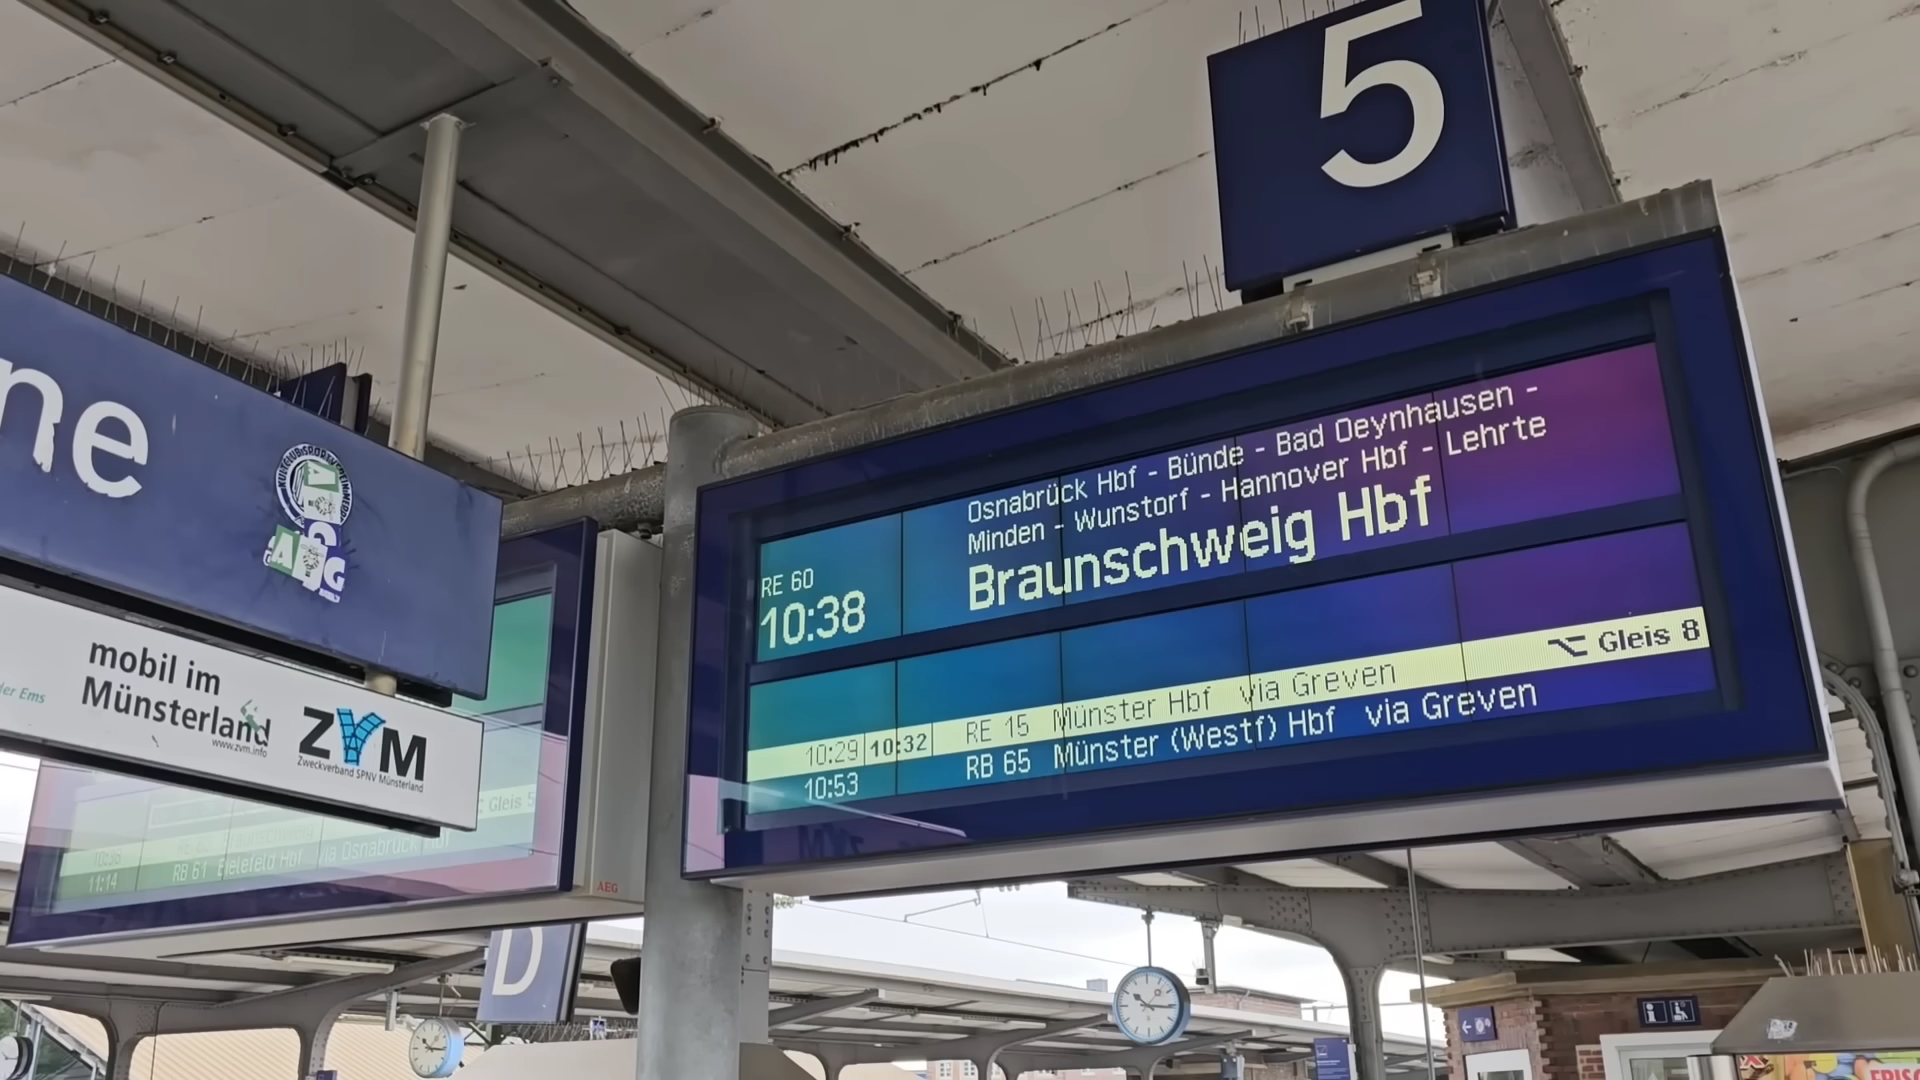 5
ne
Osnabrück Hbf - Bünde - Bad Oeynhausen -
Minden - Wunstorf - Hannover Hbf - Lehrte
RE 60
10:38
Braunschweig Hbf
10:29 10:32 RE 15 Münster Hbf via Greven Gleis 8
10:53 RB 65 Münster (Westf) Hbf via Greven
der Ems
mobil im
Münsterland
www.zvm.info
ZVM
Zweckverband SPNV Münsterland
Gleis 5
11:14 RB 61 Bielefeld Hbf via Osnabrück Hbf
AEG
D